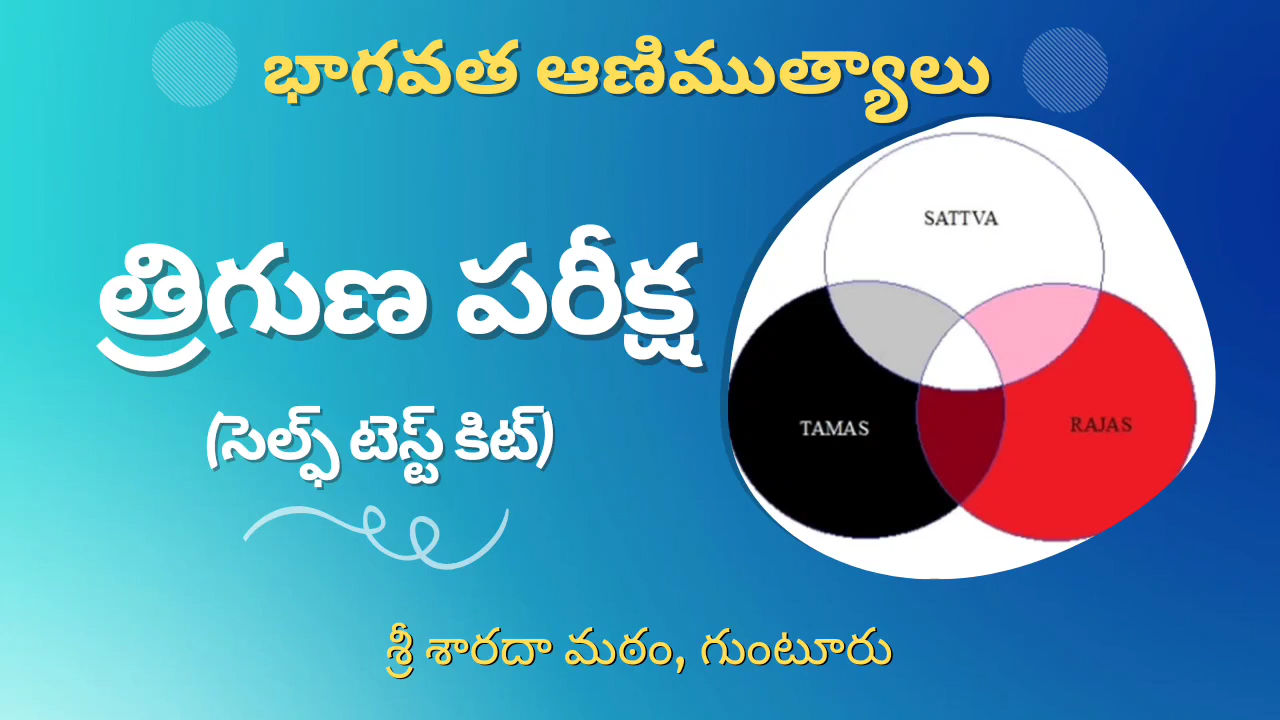 భాగవత ఆణిముత్యాలు
త్రిగుణ పరీక్ష
(సెల్ఫ్ టెస్ట్ కిట్)
SATTVA
TAMAS
RAJAS
శ్రీ శారదా మఠం, గుంటూరు